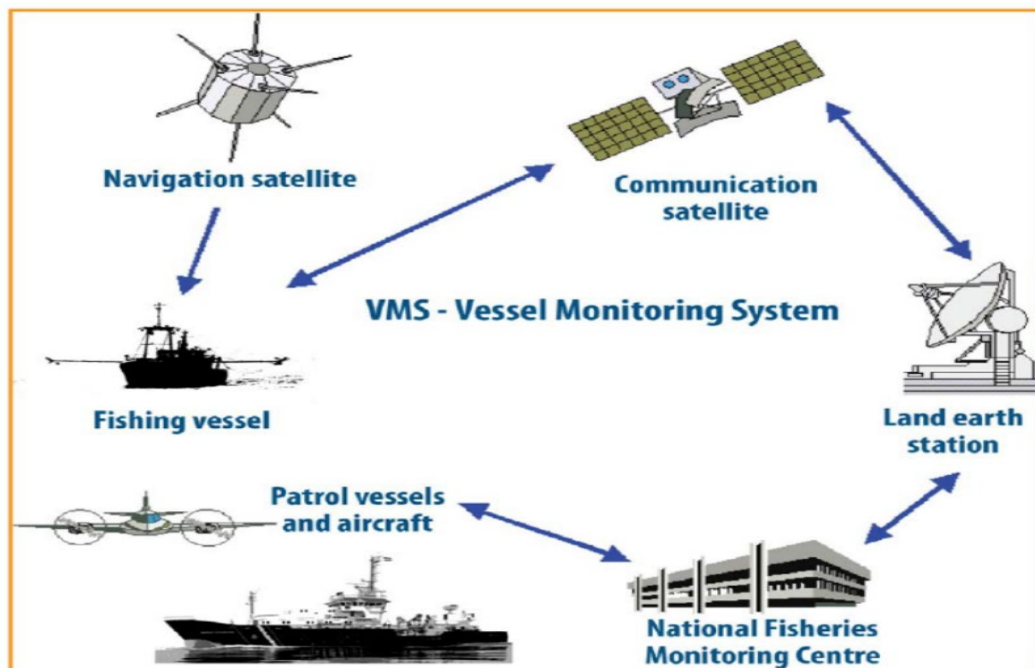 Navigation satellite
Communication
satellite
VMS - Vessel Monitoring System
Fishing vessel
Land earth
station
Patrol vessels
and aircraft
National Fisheries
Monitoring Centre